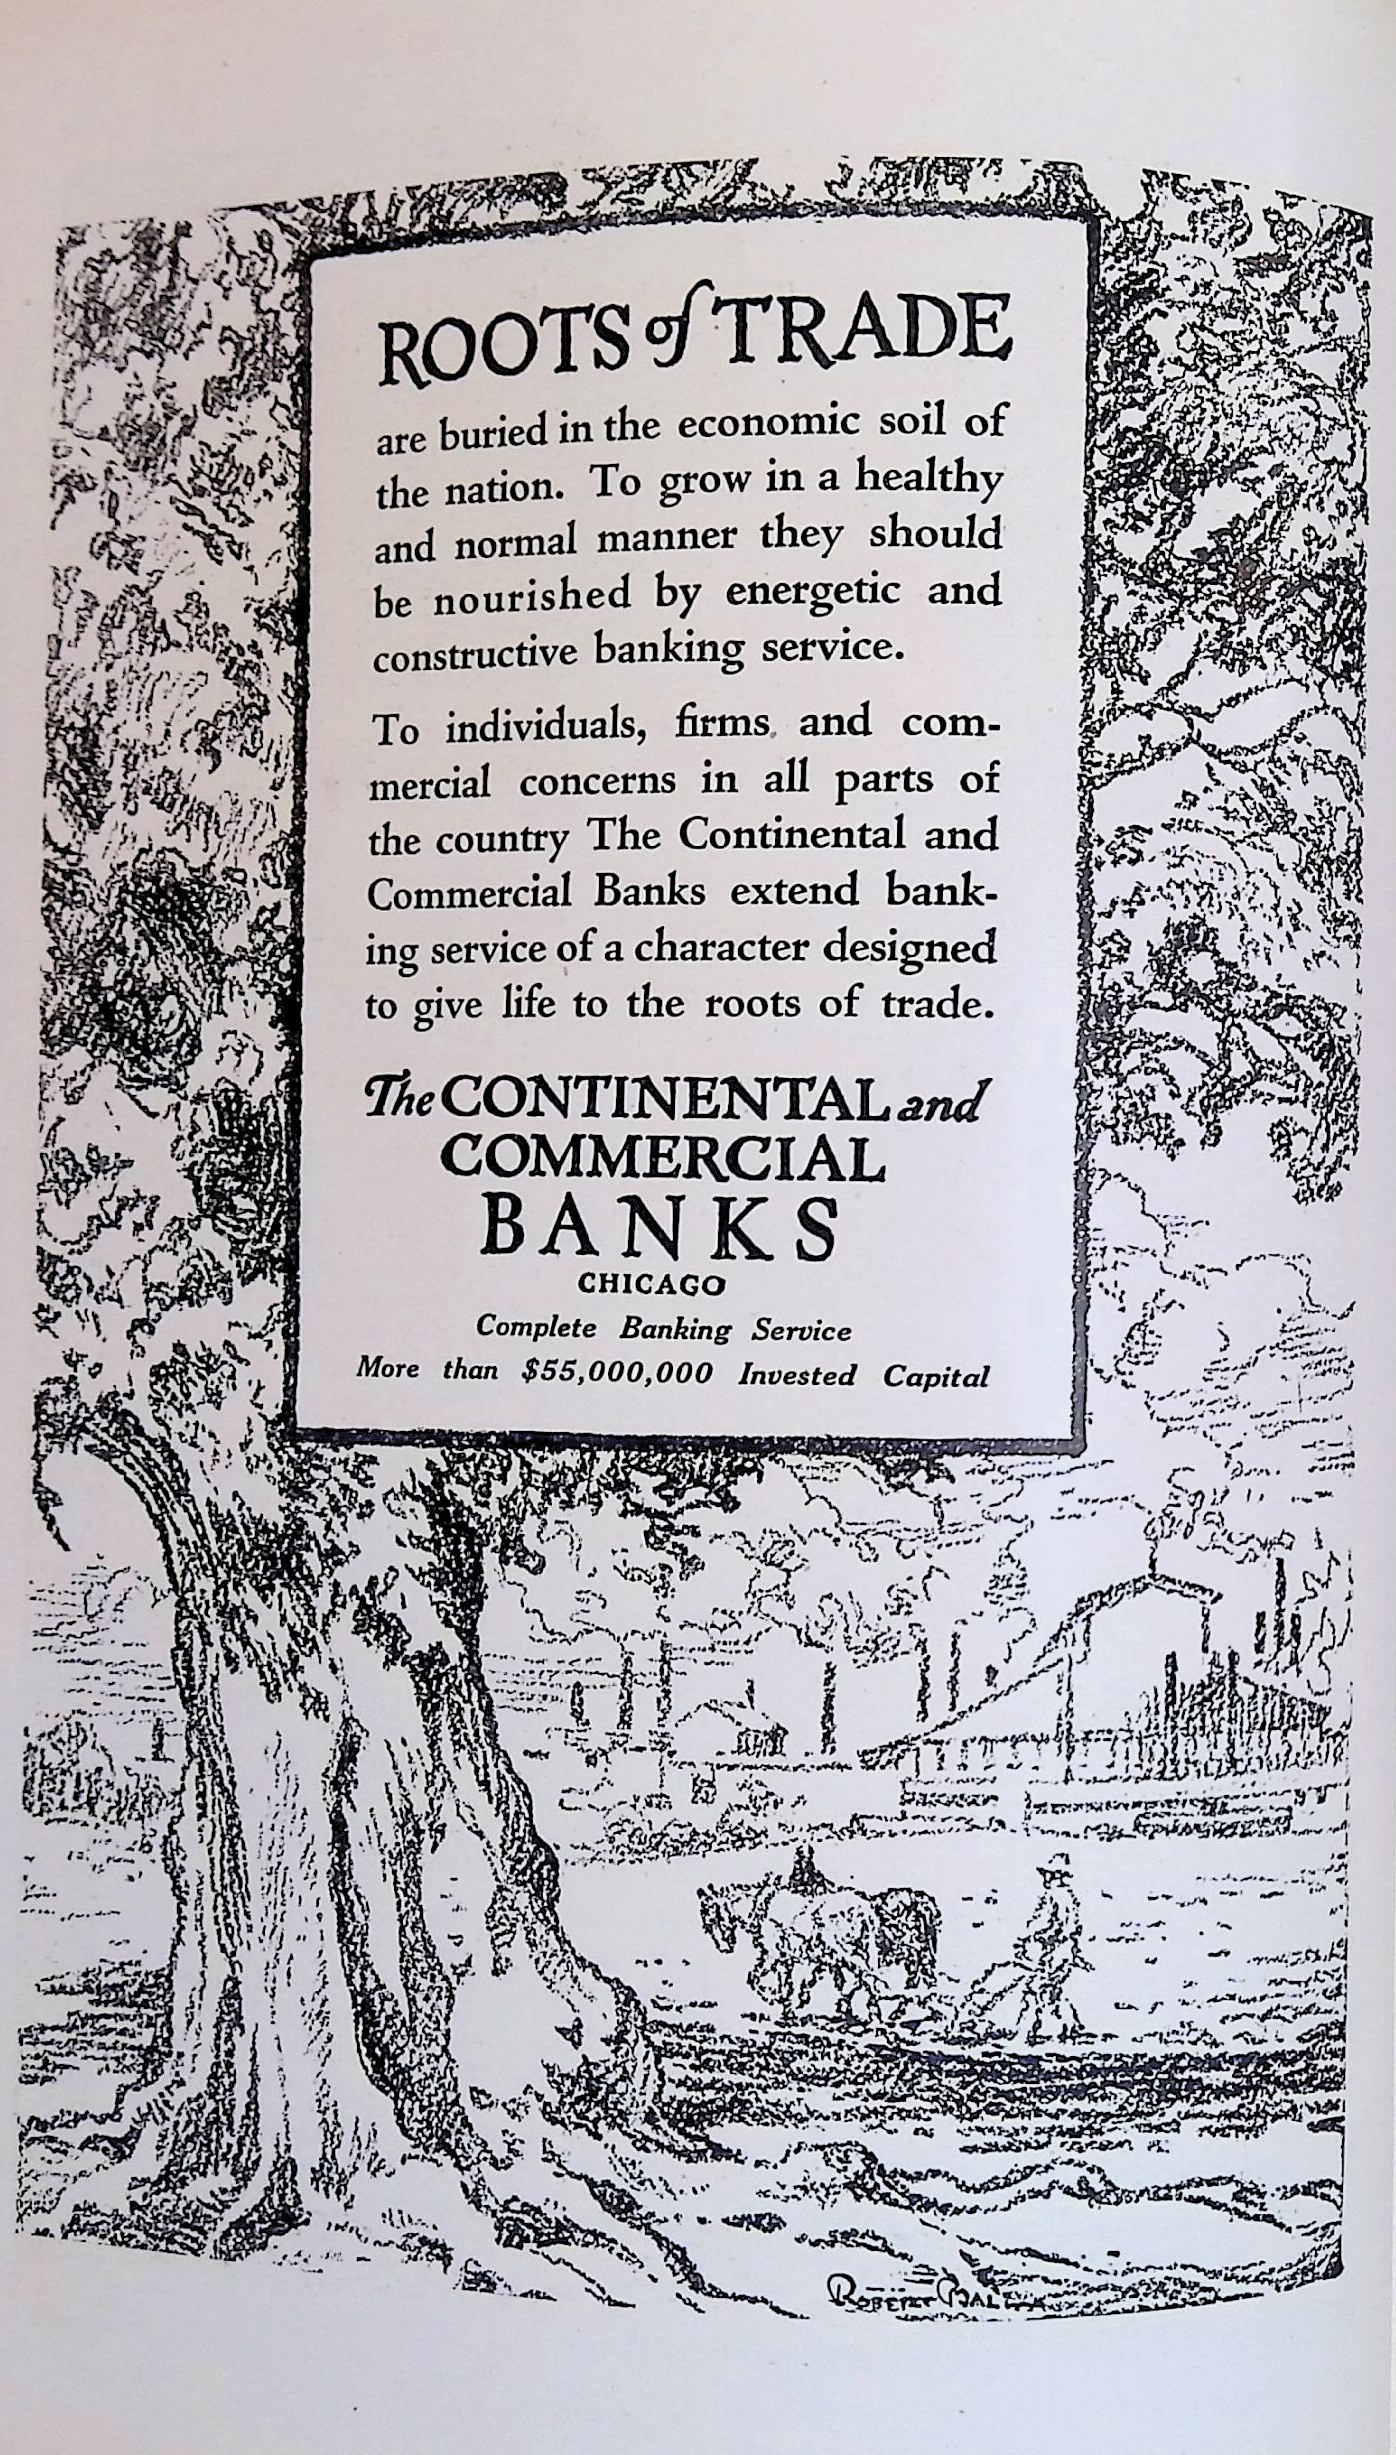 ROOTS of TRADE
are buried in the economic soil of
the nation. To grow in a healthy
and normal manner they should
be nourished by energetic and
constructive banking service.
To individuals, firms, and com-
mercial concerns in all parts of
the country The Continental and
Commercial Banks extend bank-
ing service of a character designed
to give life to the roots of trade.
The CONTINENTAL and
COMMERCIAL
BANKS
CHICAGO
Complete Banking Service
More than $55,000,000 Invested Capital
ROBERT